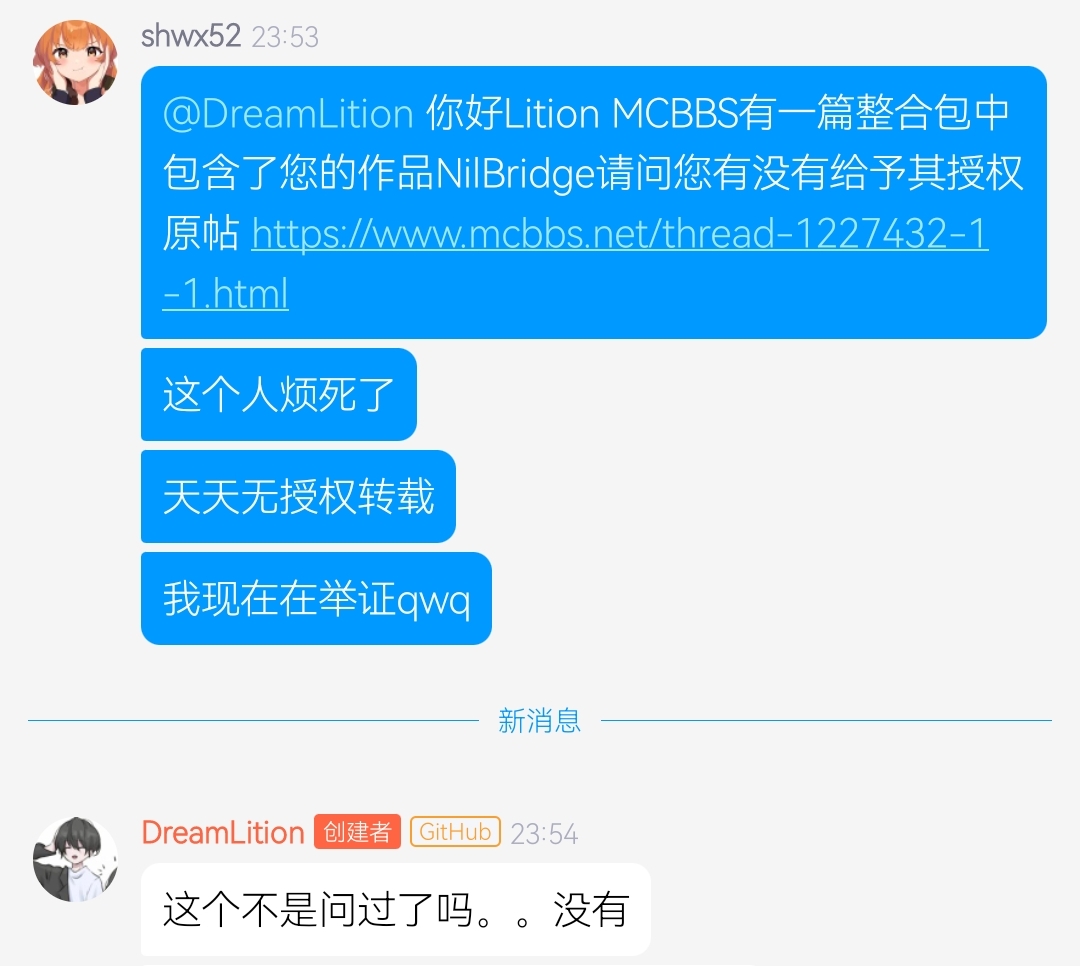 shwx52 23:53
@DreamLition 你好Lition MCBBS有一篇整合包中
包含了您的作品NilBridge请问您有没有给予其授权
原帖 https://www.mcbbs.net/thread-1227432-1
-1.html
这个人烦死了
天天无授权转载
我现在在举证qwq
新消息
DreamLition 创建者 GitHub 23:54
这个不是问过了吗。。没有